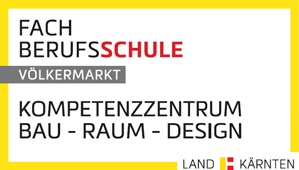 FACH
BERUFSSCHULE
VÖLKERMARKT
KOMPETENZZENTRUM
BAU - RAUM - DESIGN
LAND KÄRNTEN